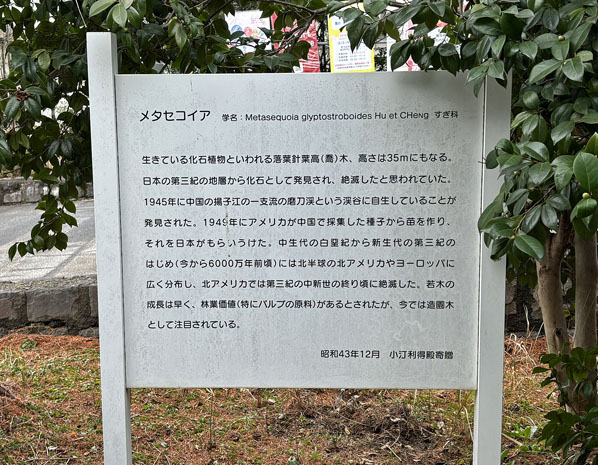 メタセコイア 学名：Metasequoia glyptostroboides Hu et CHeng すぎ科
生きている化石植物といわれる落葉針葉高(喬)木、高さは35mにもなる。
日本の第三紀の地層から化石として発見され、絶滅したと思われていた。
1945年に中国の揚子江の一支流の磨刀渓という渓谷に自生していることが
発見された。1949年にアメリカが中国で採集した種子から苗を作り、
それを日本がもらいうけた。中生代の白堊紀から新生代の第三紀の
はじめ(今から6000万年前頃)には北半球の北アメリカやヨーロッパに
広く分布し、北アメリカでは第三紀の中新世の終り頃に絶滅した。若木の
成長は早く、林業価値(特にパルプの原料)があるとされたが、今では造園木
として注目されている。
昭和43年12月 小汀利得殿寄贈